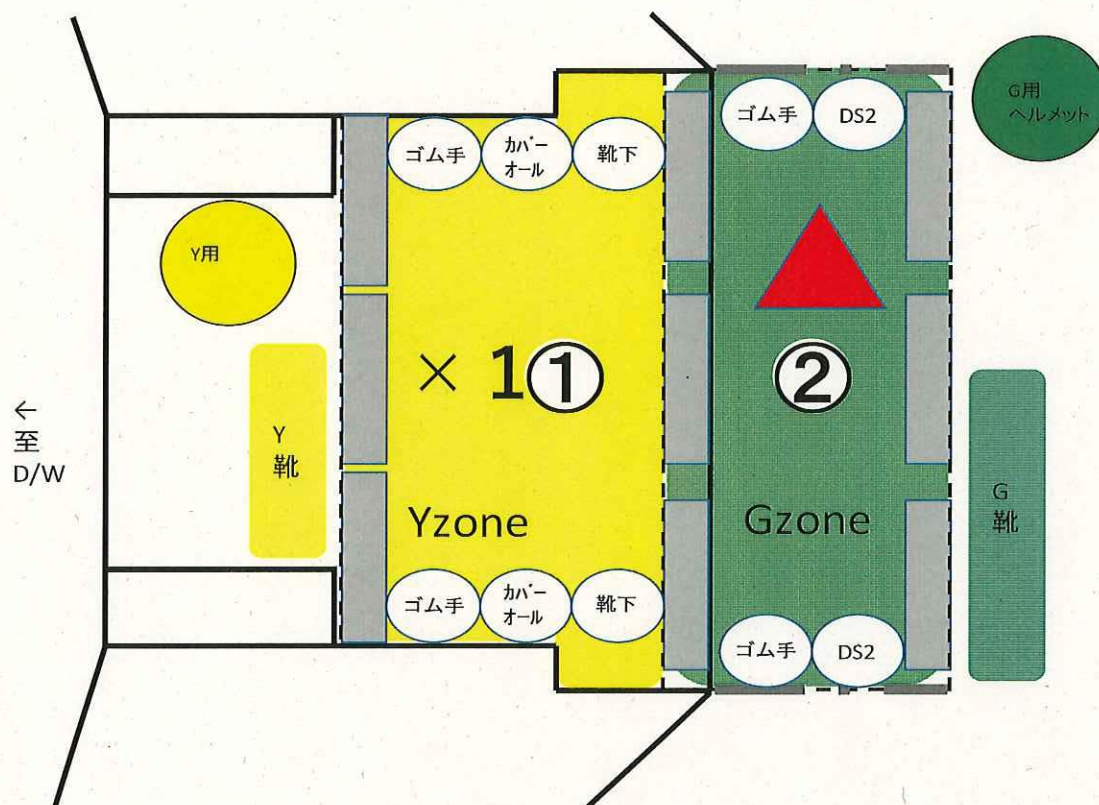 G用
ヘルメット
ゴム手
カバー
オール
靴下
ゴム手
DS2
Y用
← 
至
D/W
Y
靴
× 1①
②
G
靴
Yzone
Gzone
ゴム手
カバー
オール
靴下
ゴム手
DS2